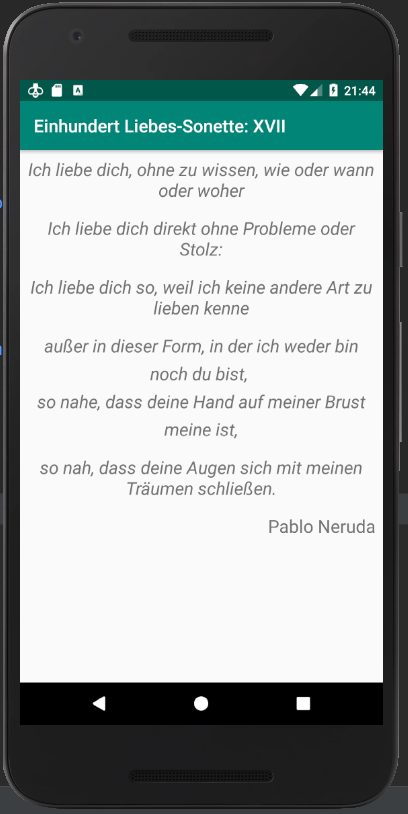 21:44
Einhundert Liebes-Sonette: XVII
Ich liebe dich, ohne zu wissen, wie oder wann
oder woher
Ich liebe dich direkt ohne Probleme oder
Stolz:
Ich liebe dich so, weil ich keine andere Art zu
lieben kenne
außer in dieser Form, in der ich weder bin
noch du bist,
so nahe, dass deine Hand auf meiner Brust
meine ist,
so nah, dass deine Augen sich mit meinen
Träumen schließen.
Pablo Neruda